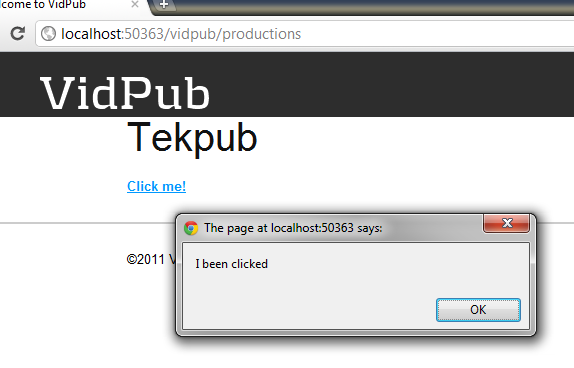 lcome to VidPub
localhost:50363/vidpub/productions
VidPub
Tekpub
Click me!
The page at localhost:50363 says:
I been clicked
OK
©2011 V